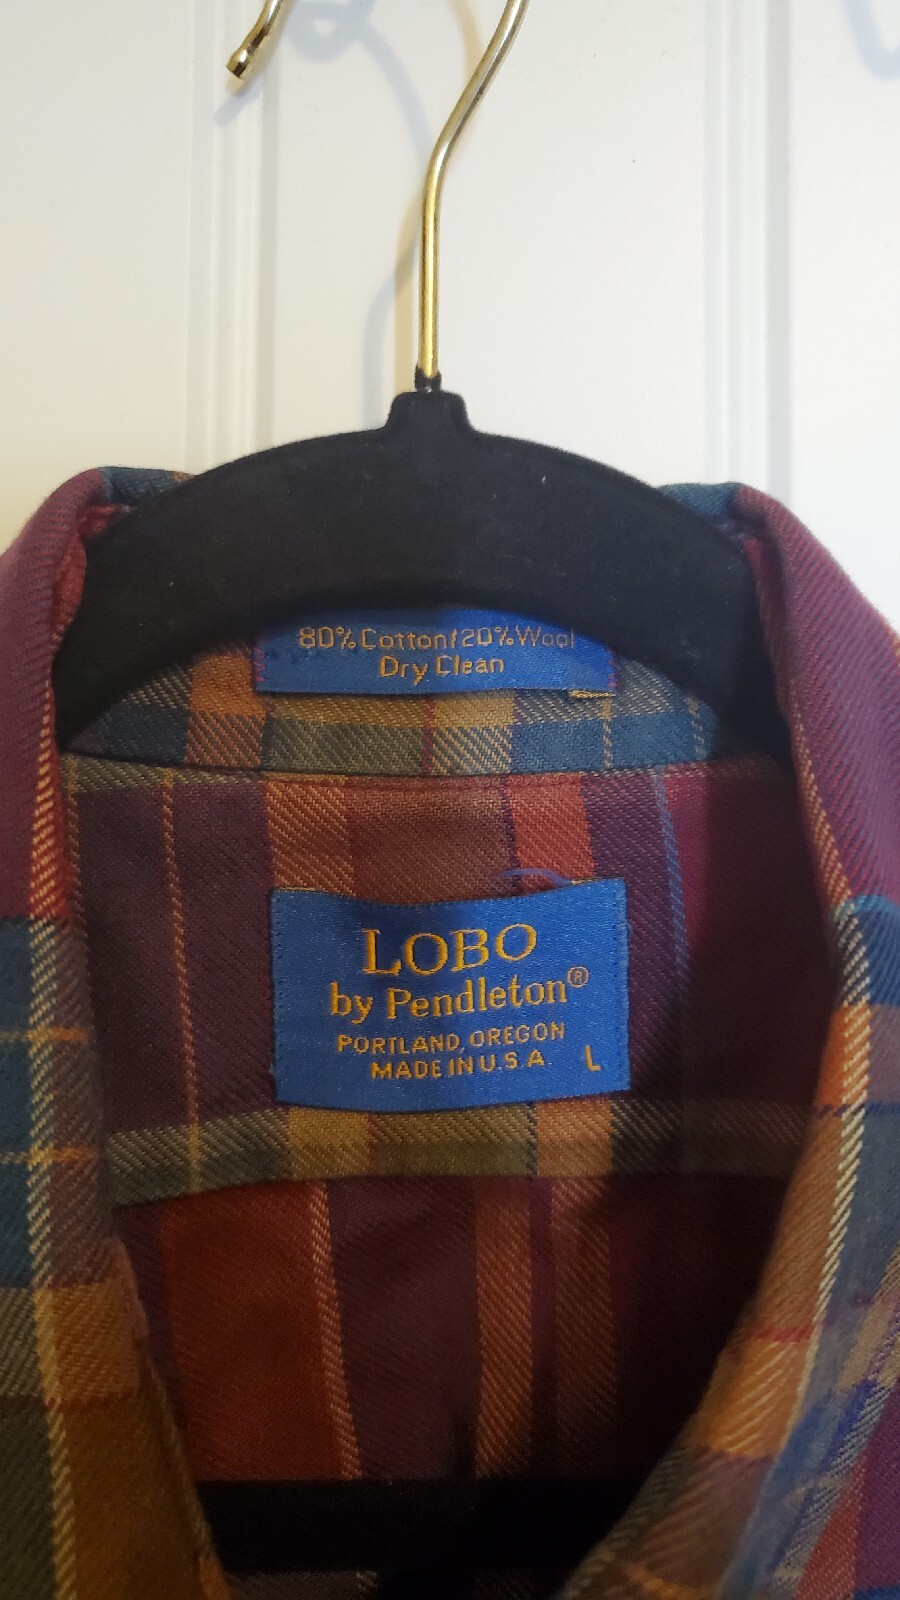 80% Cotton/20% Wool
Dry Clean
LOBO
by Pendleton®
PORTLAND, OREGON
MADE IN U.S.A. L